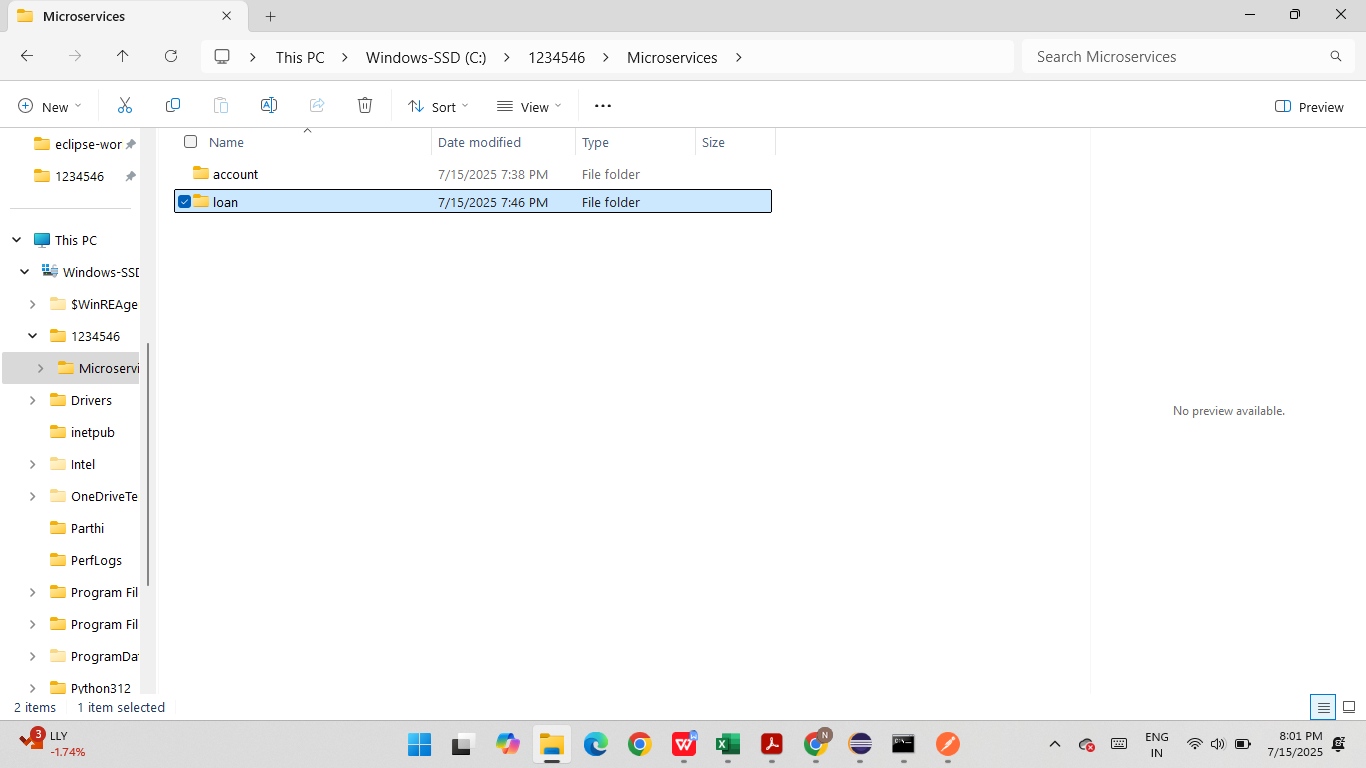 Microservices
This PC
Windows-SSD (C:)
1234546
Microservices
Search Microservices
New
Sort
View
Preview
Name
Date modified
Type
Size
account
7/15/2025 7:38 PM
File folder
loan
7/15/2025 7:46 PM
File folder
eclipse-wor
1234546
This PC
Windows-SSD
$WinREAge
1234546
Microservi
Drivers
inetpub
Intel
OneDriveTe
Parthi
PerfLogs
Program Fil
Program Fil
ProgramDat
Python312
No preview available.
2 items
1 item selected
3
LLY
-1.74%
W
N
ENG
IN
8:01 PM
7/15/2025